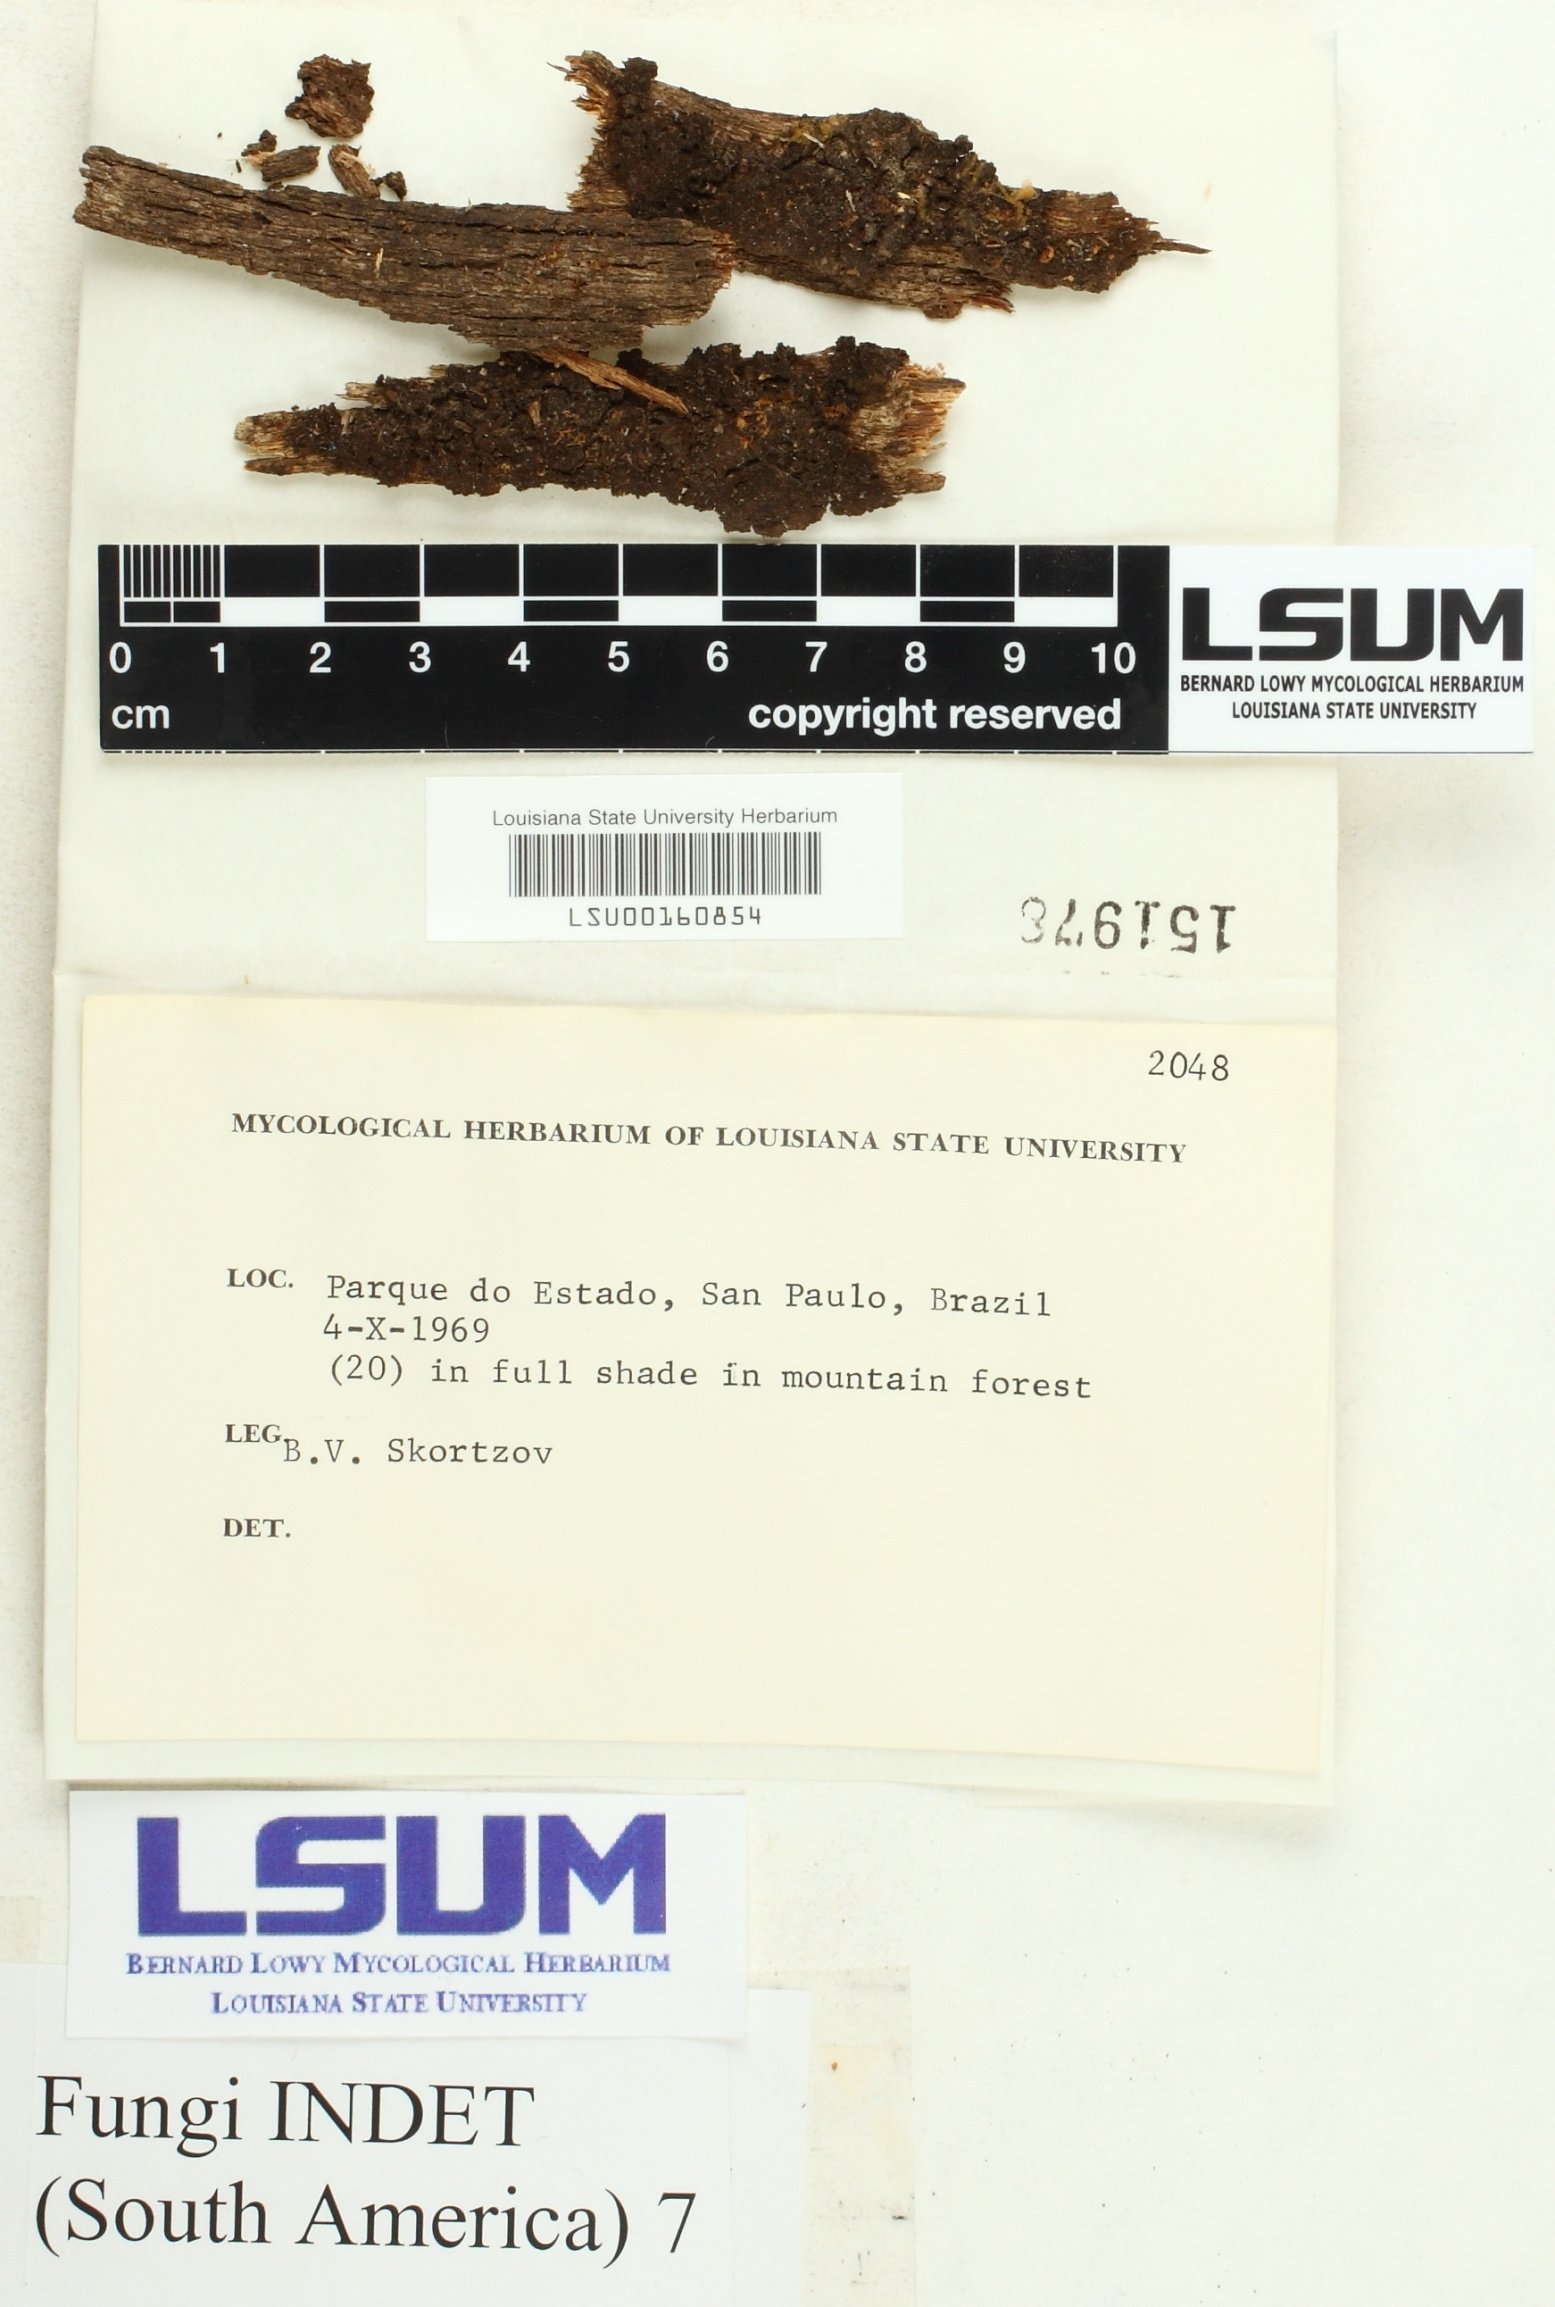 0 1 2 3 4 5 6 7 8 9 10
cm copyright reserved
LSUM
BERNARD LOWY MYCOLOGICAL HERBARIUM
LOUISIANA STATE UNIVERSITY
Louisiana State University Herbarium
LSU00160854
151978
2048
MYCOLOGICAL HERBARIUM OF LOUISIANA STATE UNIVERSITY
LOC. Parque do Estado, San Paulo, Brazil
4-X-1969
(20) in full shade in mountain forest
LEG. B.V. Skortzov
DET.
LSUM
BERNARD LOWY MYCOLOGICAL HERBARIUM
LOUISIANA STATE UNIVERSITY
Fungi INDET
(South America) 7